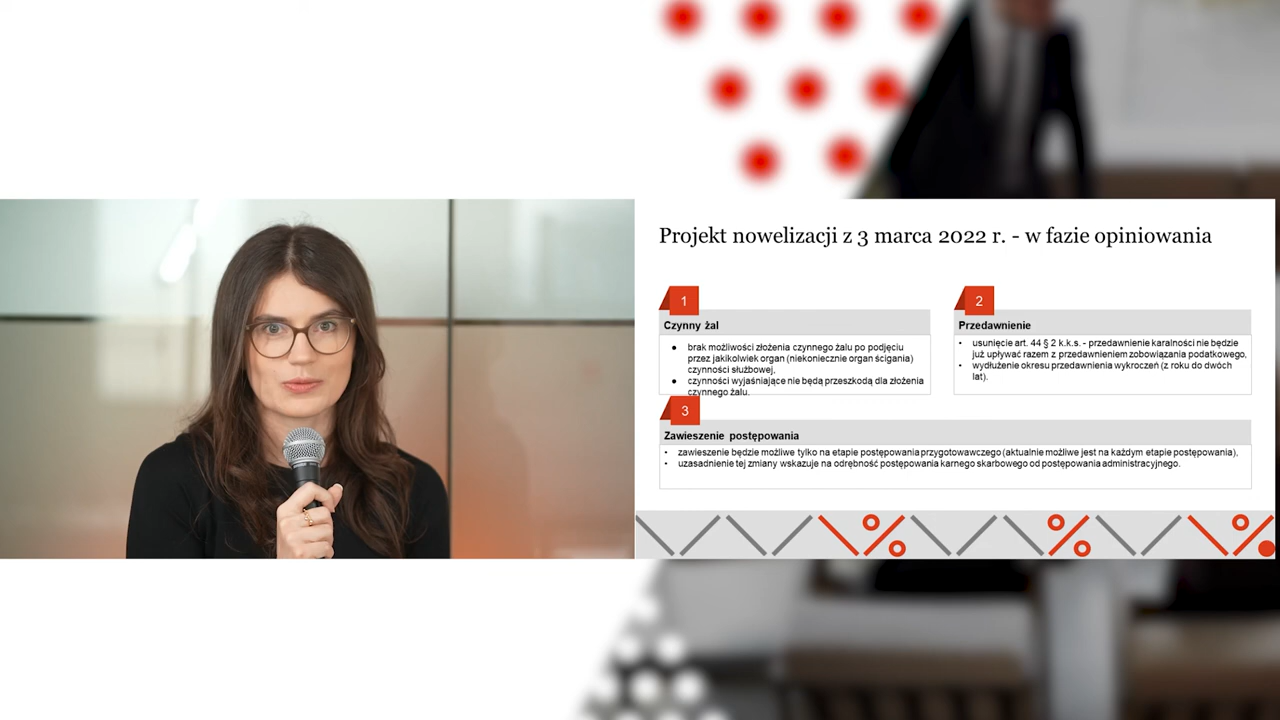 Projekt nowelizacji z 3 marca 2022 r. - w fazie opiniowania
1
Czynny żal
● brak możliwości złożenia czynnego żalu po podjęciu
przez jakikolwiek organ (niekoniecznie organ ścigania)
czynności służbowej,
● czynności wyjaśniające nie będą przeszkodą dla złożenia
czynnego żalu.
2
Przedawnienie
• usunięcie art. 44 § 2 k.k.s. - przedawnienie karalności nie będzie
już upływać razem z przedawnieniem zobowiązania podatkowego,
• wydłużenie okresu przedawnienia wykroczeń (z roku do dwóch
lat).
3
Zawieszenie postępowania
• zawieszenie będzie możliwe tylko na etapie postępowania przygotowawczego (aktualnie możliwe jest na każdym etapie postępowania),
• uzasadnienie tej zmiany wskazuje na odrębność postępowania karnego skarbowego od postępowania administracyjnego.